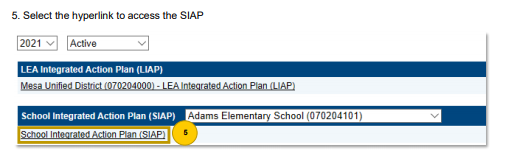 5. Select the hyperlink to access the SIAP
2021 Active
LEA Integrated Action Plan (LIAP)
Mesa Unified District (070204000) - LEA Integrated Action Plan (LIAP)
School Integrated Action Plan (SIAP) Adams Elementary School (070204101)
School Integrated Action Plan (SIAP) 5